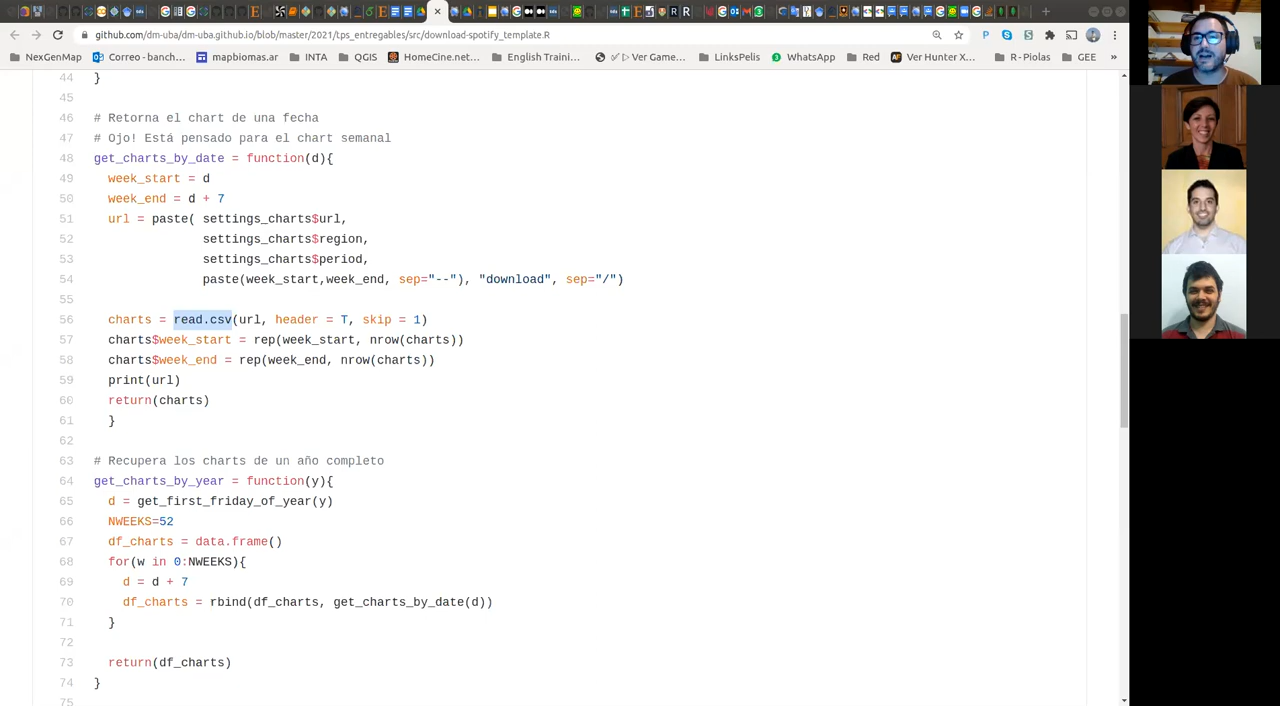 github.com/dm-uba/dm-uba.github.io/blob/master/2021/tps_entregables/src/download-spotify_template.R
NexGenMap Correo - banch... mapbiomas.ar INTA QGIS HomeCine.net... English Traini... Ver Game... LinksPelis WhatsApp Red Ver Hunter X... R-Piolas GEE »
44 }
45
46 # Retorna el chart de una fecha
47 # Ojo! Está pensado para el chart semanal
48 get_charts_by_date = function(d){
49 week_start = d
50 week_end = d + 7
51 url = paste( settings_charts$url,
52 settings_charts$region,
53 settings_charts$period,
54 paste(week_start,week_end, sep="--"), "download", sep="/")
55
56 charts = read.csv(url, header = T, skip = 1)
57 charts$week_start = rep(week_start, nrow(charts))
58 charts$week_end = rep(week_end, nrow(charts))
59 print(url)
60 return(charts)
61 }
62
63 # Recupera los charts de un año completo
64 get_charts_by_year = function(y){
65 d = get_first_friday_of_year(y)
66 NWEEKS=52
67 df_charts = data.frame()
68 for(w in 0:NWEEKS){
69 d = d + 7
70 df_charts = rbind(df_charts, get_charts_by_date(d))
71 }
72
73 return(df_charts)
74 }
75